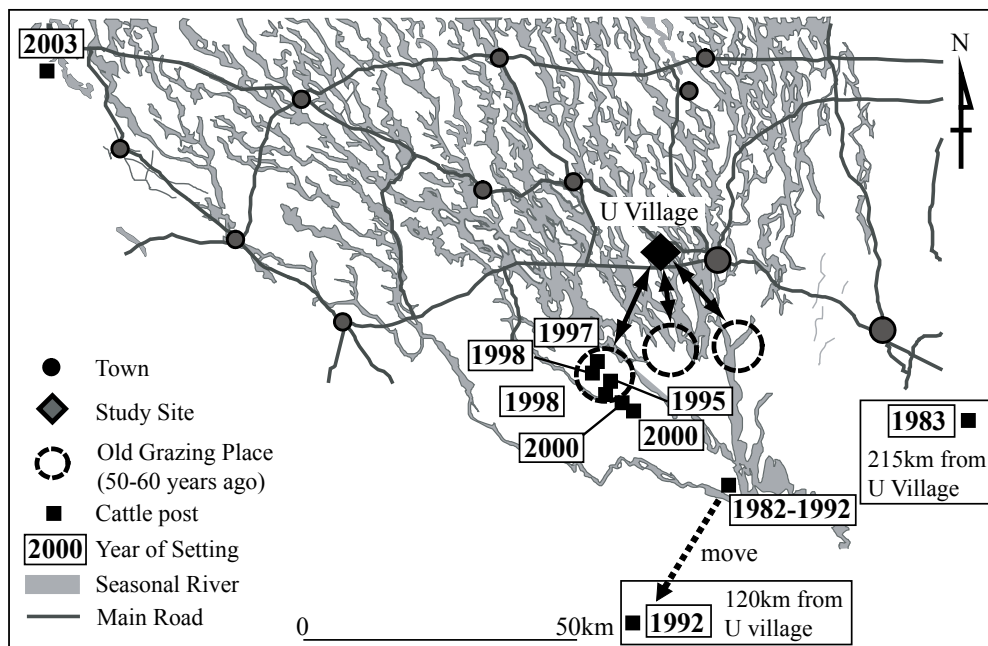 2003
N
U Village
1997
1998
1998
1995
2000
2000
1983
215km from
U Village
1982-1992
move
1992
120km from
U village
Town
Study Site
Old Grazing Place
(50-60 years ago)
Cattle post
2000 Year of Setting
Seasonal River
Main Road
0 50km